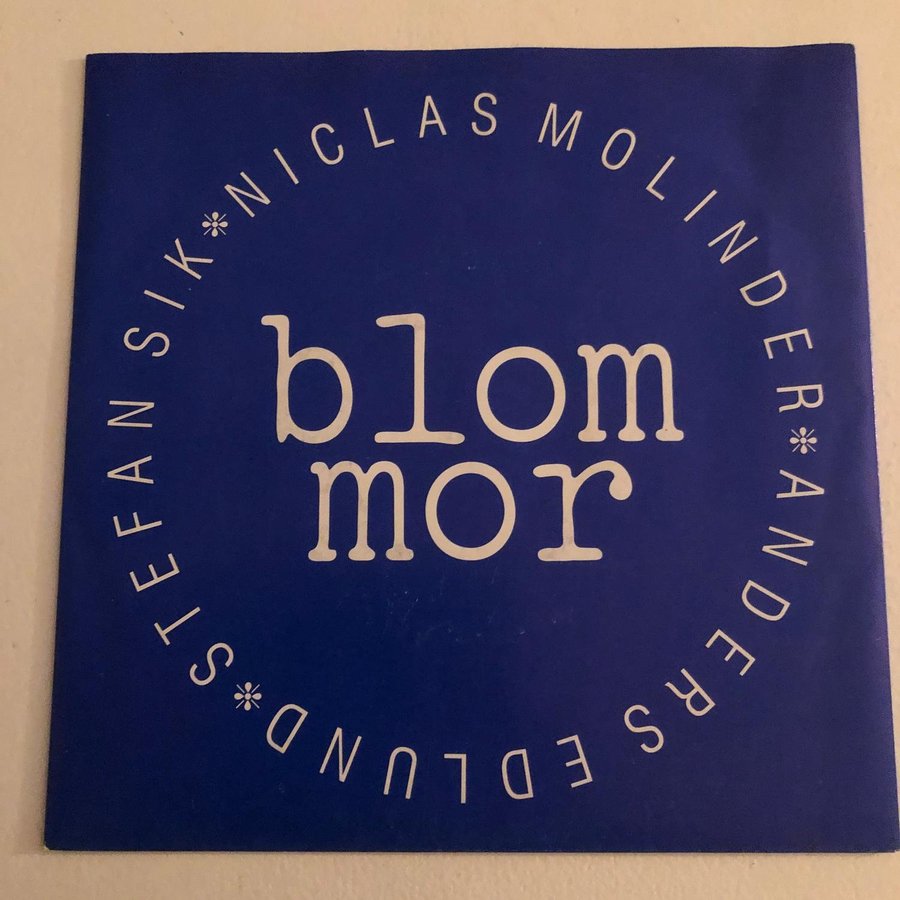 NICLAS MOLINDER
ANDERS EDLUND
STEFAN SIK
blom
mor